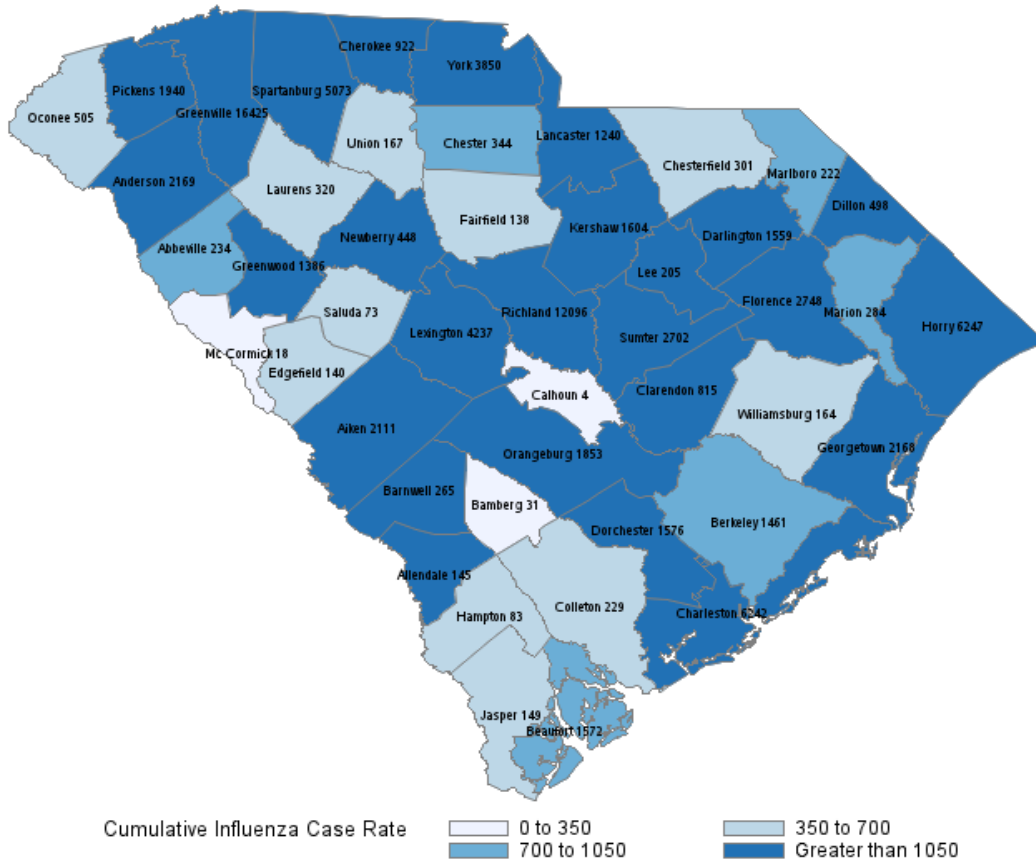 Cherokee 922
York 3850
Pickens 1940
Spartanburg 5073
Greenville 16425
Oconee 505
Union 167
Chester 344
Lancaster 1240
Chesterfield 301
Marlboro 222
Anderson 2169
Laurens 320
Dillon 498
Fairfield 138
Kershaw 1604
Darlington 1559
Abbeville 234
Newberry 448
Greenwood 1386
Lee 205
Florence 2748
Saluda 73
Richland 12096
Marion 284
Lexington 4237
Sumter 2702
Horry 6247
Mc Cormick 18
Edgefield 140
Calhoun 4
Clarendon 815
Williamsburg 164
Aiken 2111
Orangeburg 1853
Georgetown 2168
Barnwell 265
Bamberg 31
Berkeley 1461
Dorchester 1576
Allendale 145
Colleton 229
Charleston 6242
Hampton 83
Jasper 149
Beaufort 1572
Cumulative Influenza Case Rate
0 to 350
350 to 700
700 to 1050
Greater than 1050